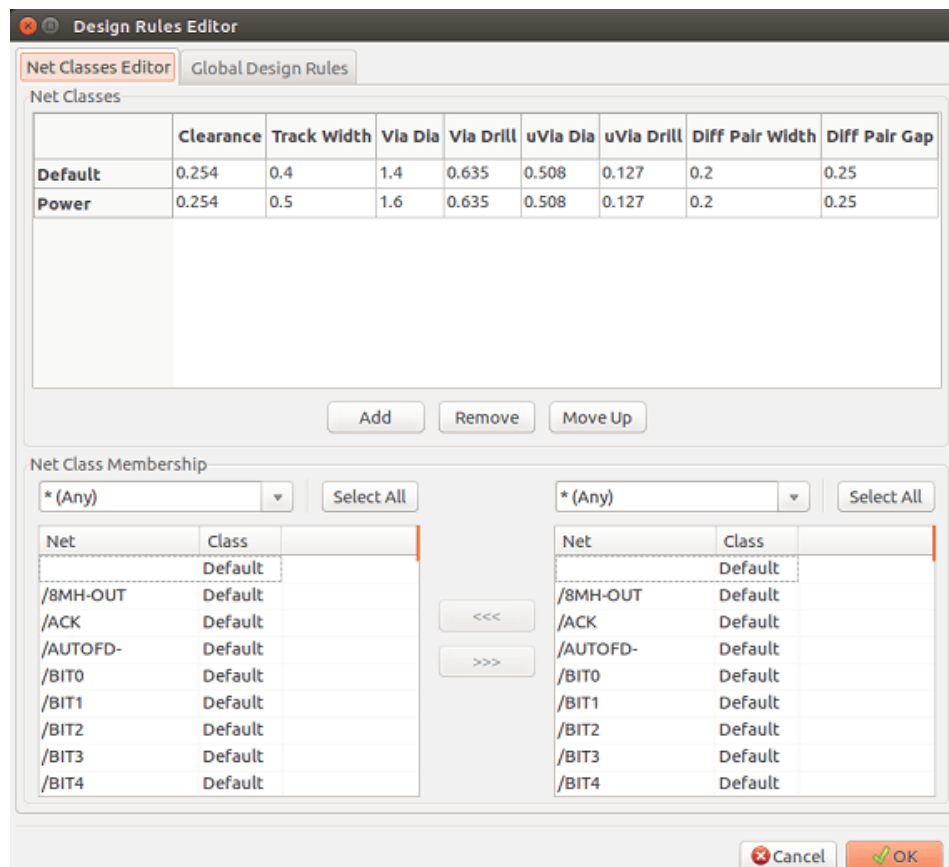 Design Rules Editor
Net Classes Editor Global Design Rules
Net Classes
Clearance Track Width Via Dia Via Drill uVia Dia uVia Drill Diff Pair Width Diff Pair Gap
Default 0.254 0.4 1.4 0.635 0.508 0.127 0.2 0.25
Power 0.254 0.5 1.6 0.635 0.508 0.127 0.2 0.25
Add Remove Move Up
Net Class Membership
* (Any) Select All * (Any) Select All
Net Class Net Class
Default Default
/8MH-OUT Default /8MH-OUT Default
/ACK Default <<< /ACK Default
/AUTOFD- Default /AUTOFD- Default
/BIT0 Default >>> /BIT0 Default
/BIT1 Default /BIT1 Default
/BIT2 Default /BIT2 Default
/BIT3 Default /BIT3 Default
/BIT4 Default /BIT4 Default
Cancel OK